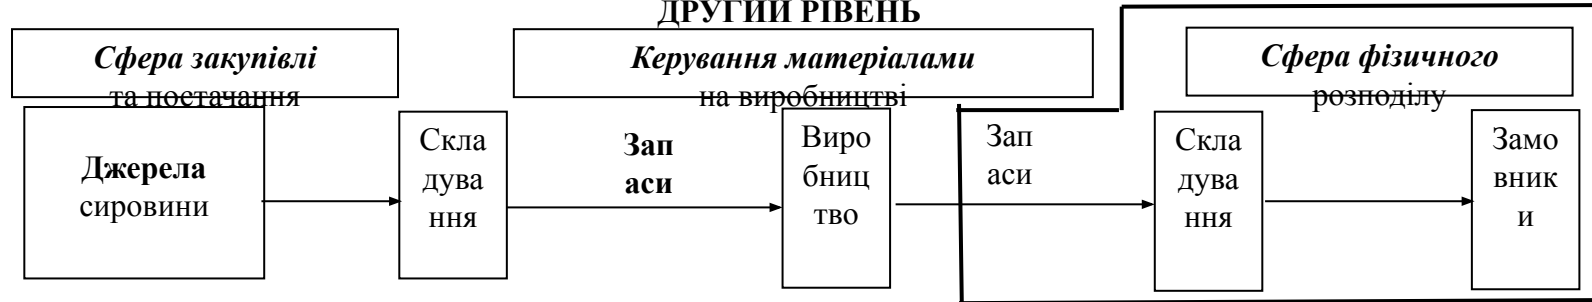 ДРУГИЙ РІВЕНЬ
Сфера закупівлі
та постачання
Керування матеріалами
на виробництві
Сфера фізичного
розподілу
Джерела
сировини
Скла
дува
ння
Зап
аси
Виро
бниц
тво
Зап
аси
Скла
дува
ння
Замо
вник
и